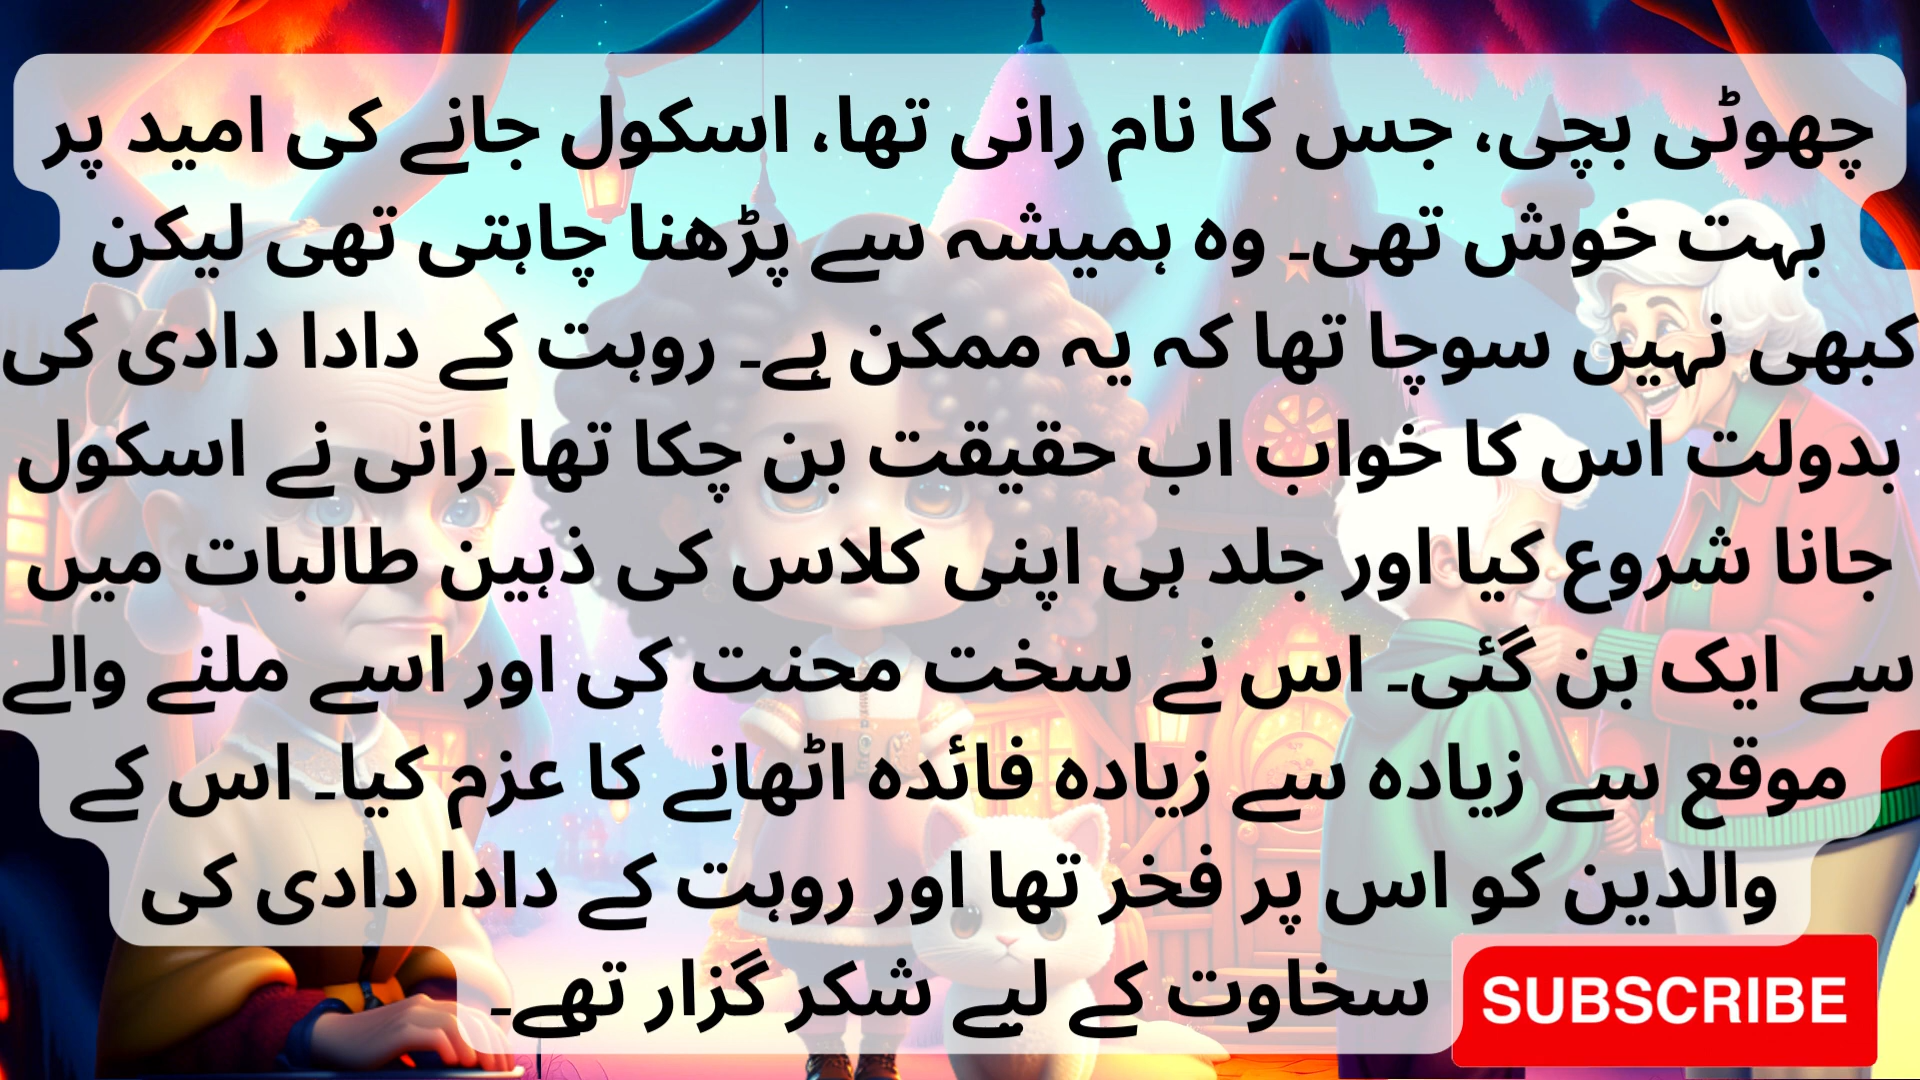 چھوٹی بچی، جس کا نام رانی تھا، اسکول جانے کی امید پر
بہت خوش تھی۔ وہ ہمیشہ سے پڑھنا چاہتی تھی لیکن
کبھی نہیں سوچا تھا کہ یہ ممکن ہے۔ روہت کے دادا دادی کی
بدولت اس کا خواب اب حقیقت بن چکا تھا۔رانی نے اسکول
جانا شروع کیا اور جلد ہی اپنی کلاس کی ذہین طالبات میں
سے ایک بن گئی۔ اس نے سخت محنت کی اور اسے ملنے والے
موقع سے زیادہ سے زیادہ فائدہ اٹھانے کا عزم کیا۔ اس کے
والدین کو اس پر فخر تھا اور روہت کے دادا دادی کی
سخاوت کے لیے شکر گزار تھے۔
SUBSCRIBE